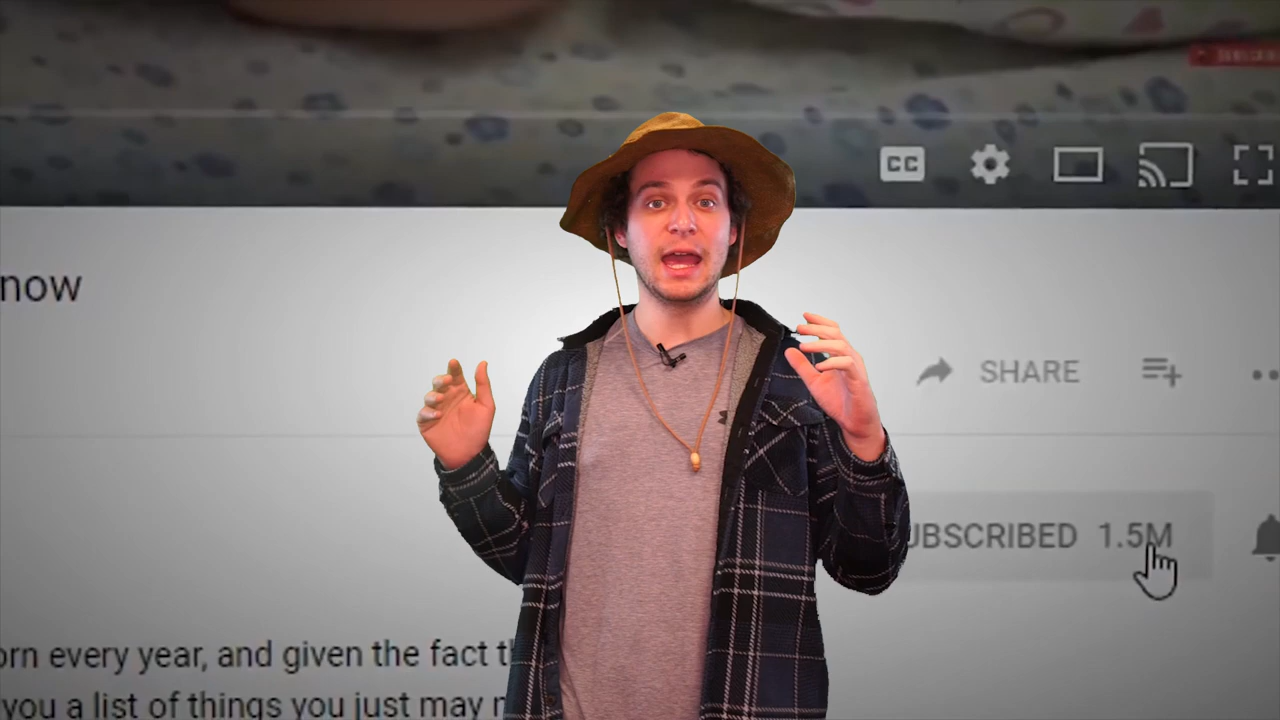 CC
now
SHARE
UBSCRIBED 1.5M
orn every year, and given the fact t
you a list of things you just may